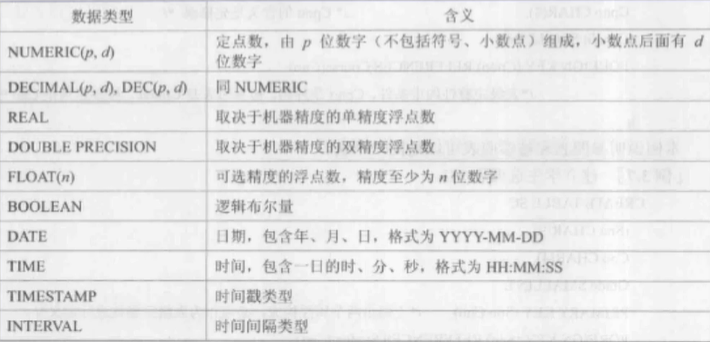 数据类型 含义
NUMERIC(p, d) 定点数，由 p 位数字（不包括符号、小数点）组成，小数点后面有 d
位数字
DECIMAL(p, d), DEC(p, d) 同 NUMERIC
REAL 取决于机器精度的单精度浮点数
DOUBLE PRECISION 取决于机器精度的双精度浮点数
FLOAT(n) 可选精度的浮点数，精度至少为 n 位数字
BOOLEAN 逻辑布尔量
DATE 日期，包含年、月、日，格式为 YYYY-MM-DD
TIME 时间，包含一日的时、分、秒，格式为 HH:MM:SS
TIMESTAMP 时间戳类型
INTERVAL 时间间隔类型